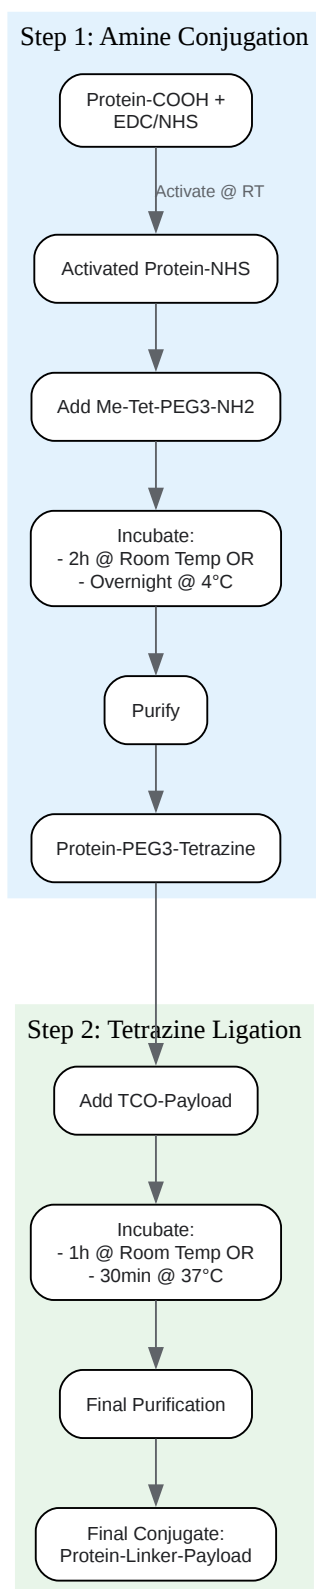 Step 1: Amine Conjugation
Protein-COOH +
EDC/NHS
Activate @ RT
Activated Protein-NHS
Add Me-Tet-PEG3-NH2
Incubate:
- 2h @ Room Temp OR
- Overnight @ 4°C
Purify
Protein-PEG3-Tetrazine
Step 2: Tetrazine Ligation
Add TCO-Payload
Incubate:
- 1h @ Room Temp OR
- 30min @ 37°C
Final Purification
Final Conjugate:
Protein-Linker-Payload